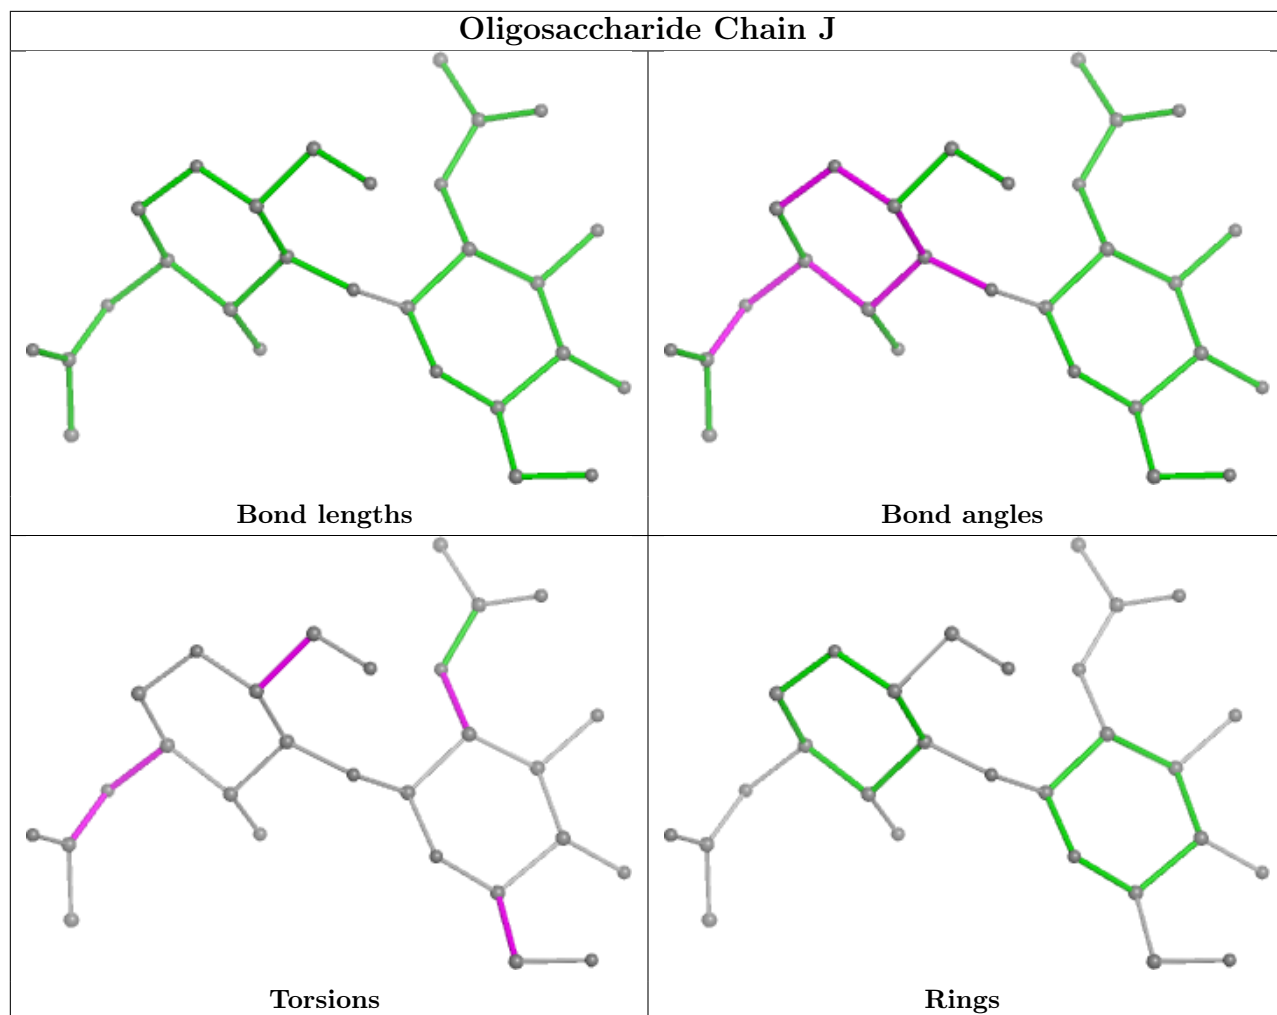 Oligosaccharide Chain J
Bond lengths
Bond angles
Torsions
Rings